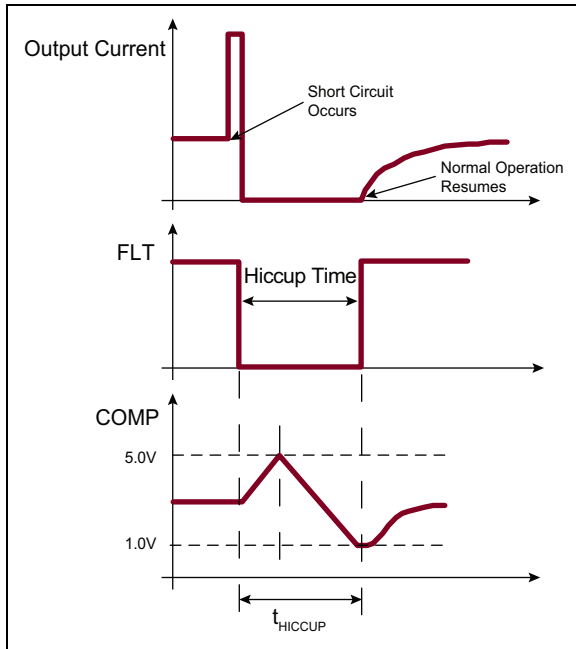 Output Current
Short Circuit
Occurs
Normal Operation
Resumes
FLT
Hiccup Time
COMP
5.0V
1.0V
tHICCUP